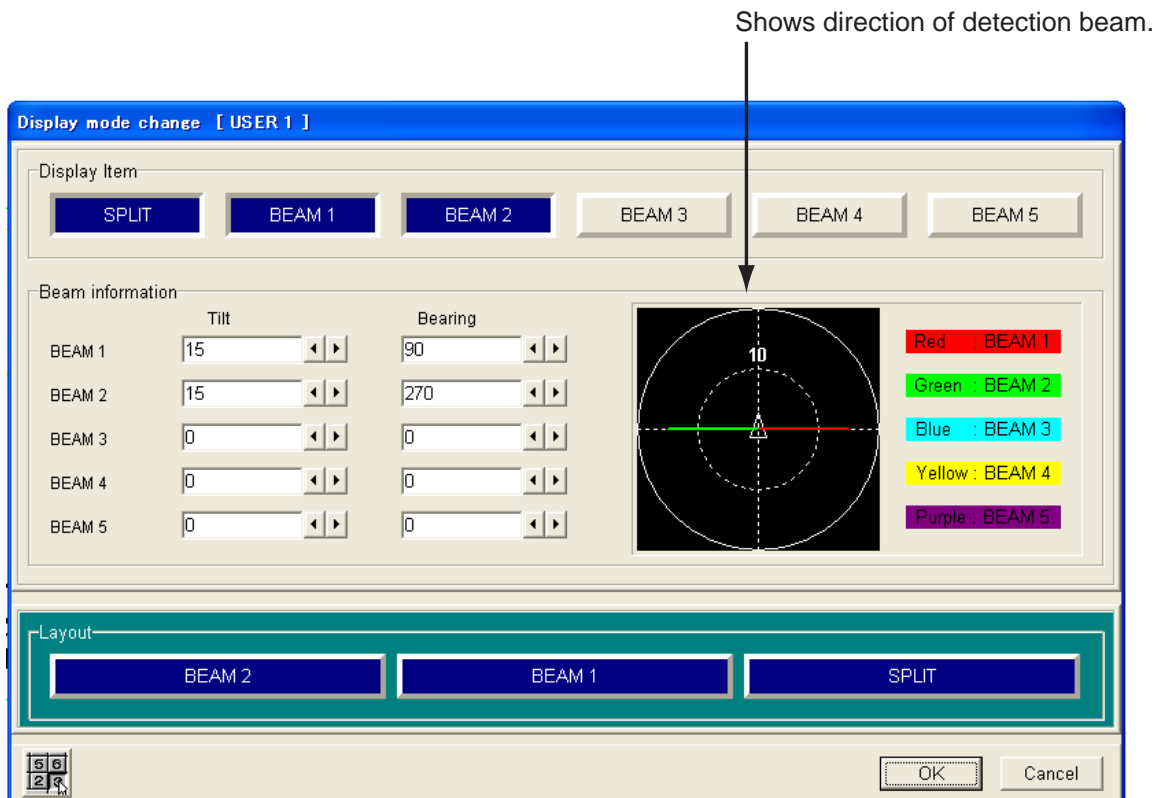 Shows direction of detection beam.
Display mode change [ USER 1 ]
Display Item
SPLIT BEAM 1 BEAM 2 BEAM 3 BEAM 4 BEAM 5
Beam information
Tilt Bearing
BEAM 1 15 90
BEAM 2 15 270
BEAM 3 0 0
BEAM 4 0 0
BEAM 5 0 0
10
Red : BEAM 1
Green : BEAM 2
Blue : BEAM 3
Yellow : BEAM 4
Purple : BEAM 5
Layout
BEAM 2 BEAM 1 SPLIT
5 6
2
OK Cancel